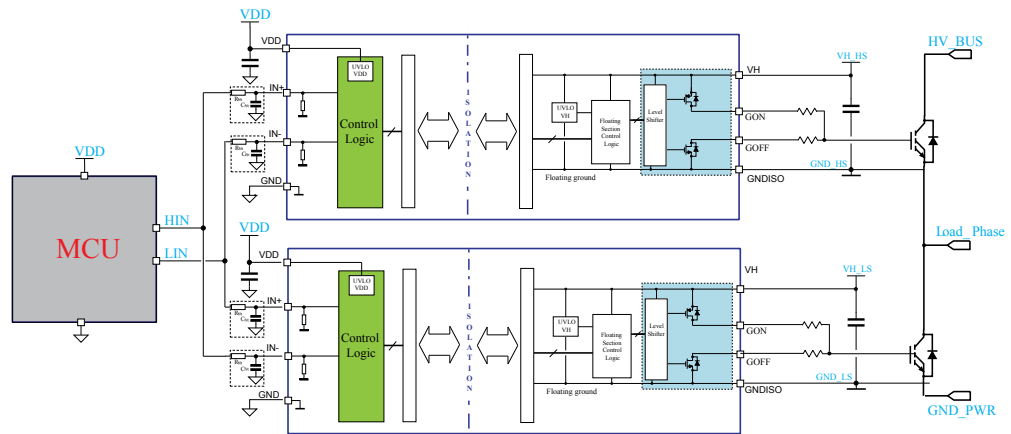 VDD
VDD
IN+
IN-
GND
UVLO
VDD
Control
Logic
ISOLATION
UVLO
VH
Floating
Section
Control
Logic
Level
Shifter
Floating ground
VH
GON
GOFF
GNDISO
VH_HS
GND_HS
HV_BUS
VDD
MCU
HIN
LIN
Load_Phase
VDD
VDD
IN+
IN-
GND
UVLO
VDD
Control
Logic
ISOLATION
UVLO
VH
Floating
Section
Control
Logic
Level
Shifter
Floating ground
VH
GON
GOFF
GNDISO
VH_LS
GND_LS
GND_PWR